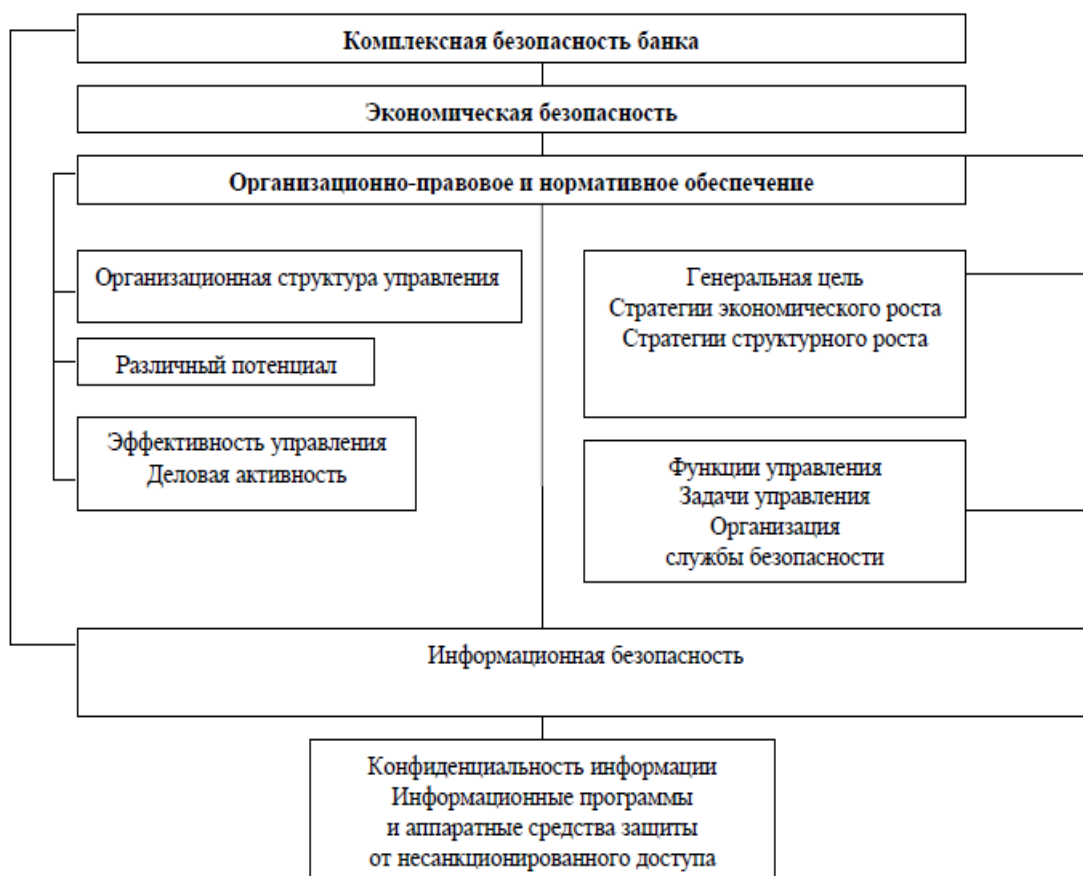 Комплексная безопасность банка
Экономическая безопасность
Организационно-правовое и нормативное обеспечение
Организационная структура управления
Различный потенциал
Эффективность управления
Деловая активность
Генеральная цель
Стратегии экономического роста
Стратегии структурного роста
Функции управления
Задачи управления
Организация
службы безопасности
Информационная безопасность
Конфиденциальность информации
Информационные программы
и аппаратные средства защиты
от несанкционированного доступа